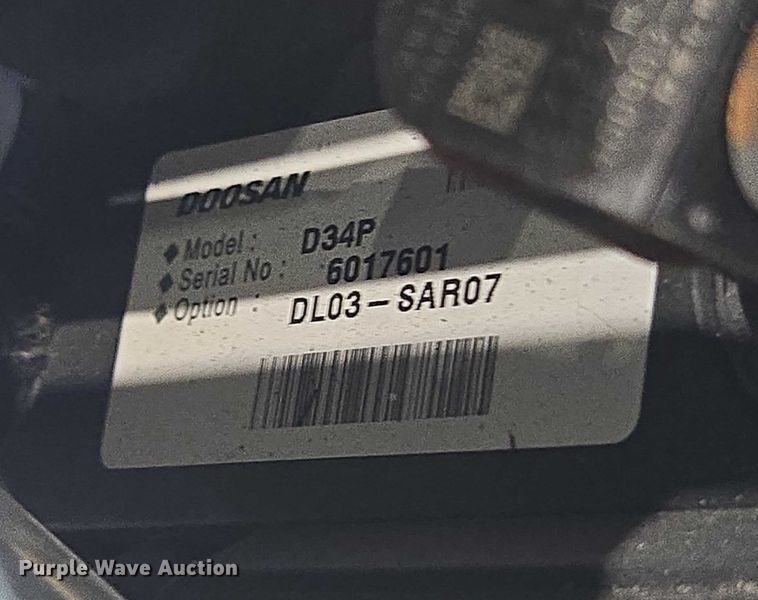 DOOSAN
◆ Model : D34P
◆ Serial No : 6017601
◆ Option : DL03-SAR07
Purple Wave Auction